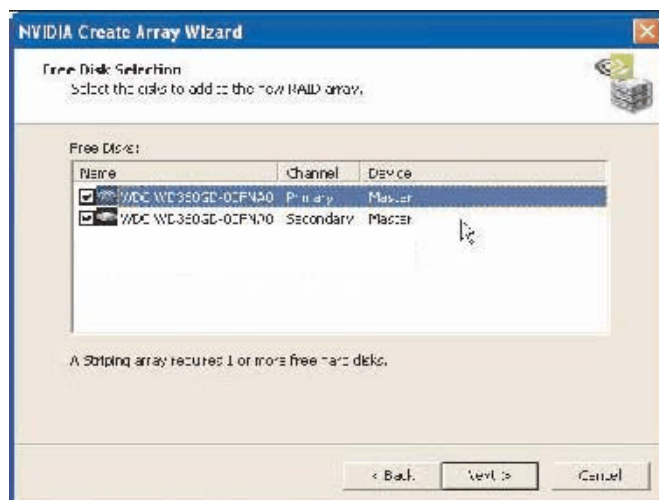 NVIDIA Create Array Wizard
Free Disk Selection
Select the disks to add to the new RAID array.
Free Disks:
Name Channel Device
WDC WD360GD-00FNA0 Primary Master
WDC WD360GD-00FNA0 Secondary Master
A Striping array requires 1 or more free hard disks.
< Back Next > Cancel